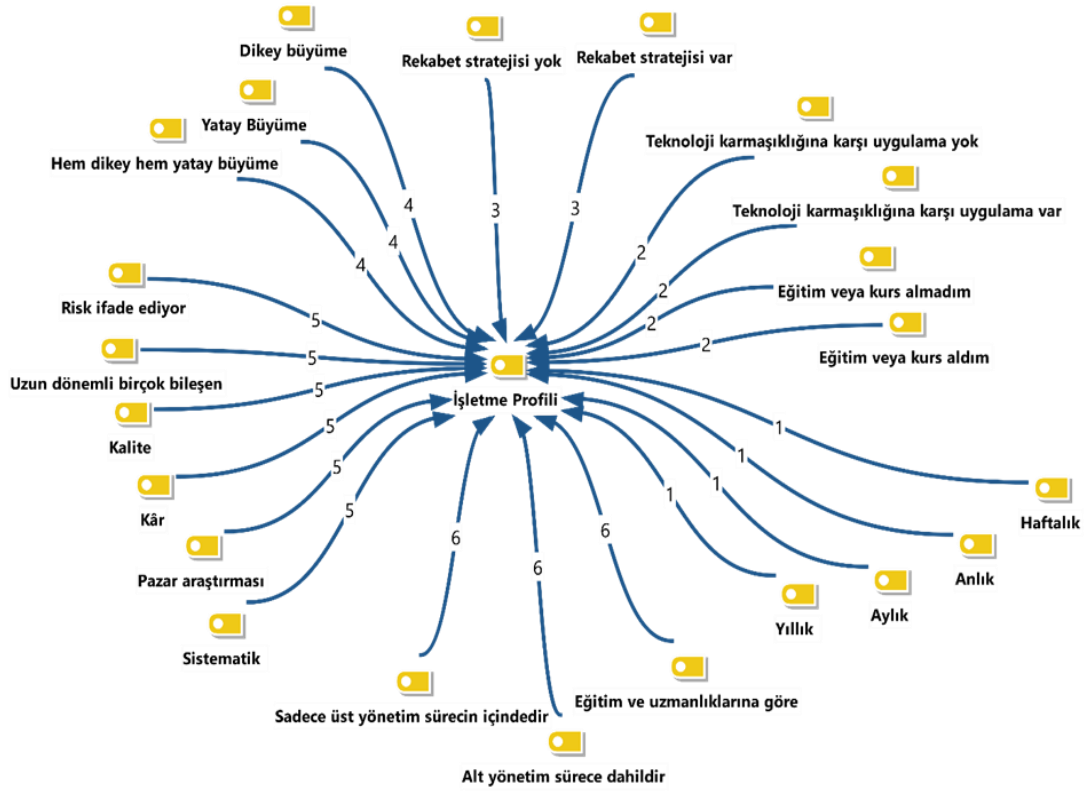 Dikey büyüme
Rekabet stratejisi yok
Rekabet stratejisi var
Yatay Büyüme
Hem dikey hem yatay büyüme
Teknoloji karmaşıklığına karşı uygulama yok
Teknoloji karmaşıklığına karşı uygulama var
4
3
3
4
2
4
Risk ifade ediyor
2
Eğitim veya kurs almadım
5
2
2
Eğitim veya kurs aldım
5
Uzun dönemli birçok bileşen
5
İşletme Profili
Kalite
5
1
1
5
1
1
Kâr
5
Haftalık
6
6
6
Pazar araştırması
Anlık
Aylık
Yıllık
Sistematik
Eğitim ve uzmanlıklarına göre
Sadece üst yönetim sürecin içindedir
Alt yönetim sürece dahildir